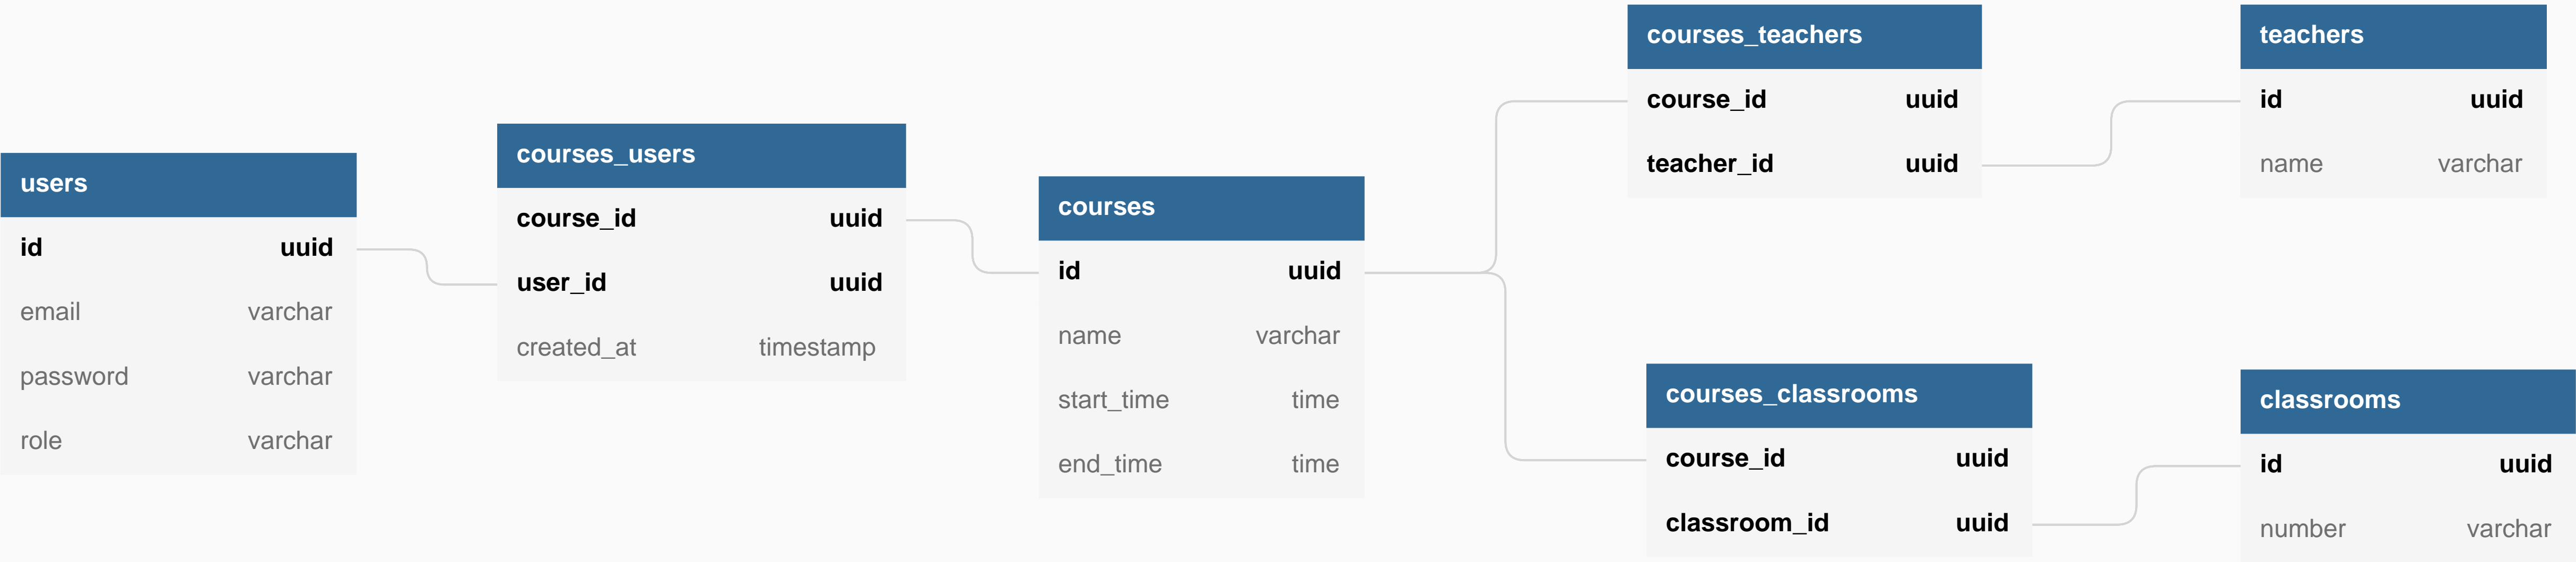 users
id uuid
email varchar
password varchar
role varchar
courses_users
course_id uuid
user_id uuid
created_at timestamp
courses
id uuid
name varchar
start_time time
end_time time
courses_teachers
course_id uuid
teacher_id uuid
teachers
id uuid
name varchar
courses_classrooms
course_id uuid
classroom_id uuid
classrooms
id uuid
number varchar